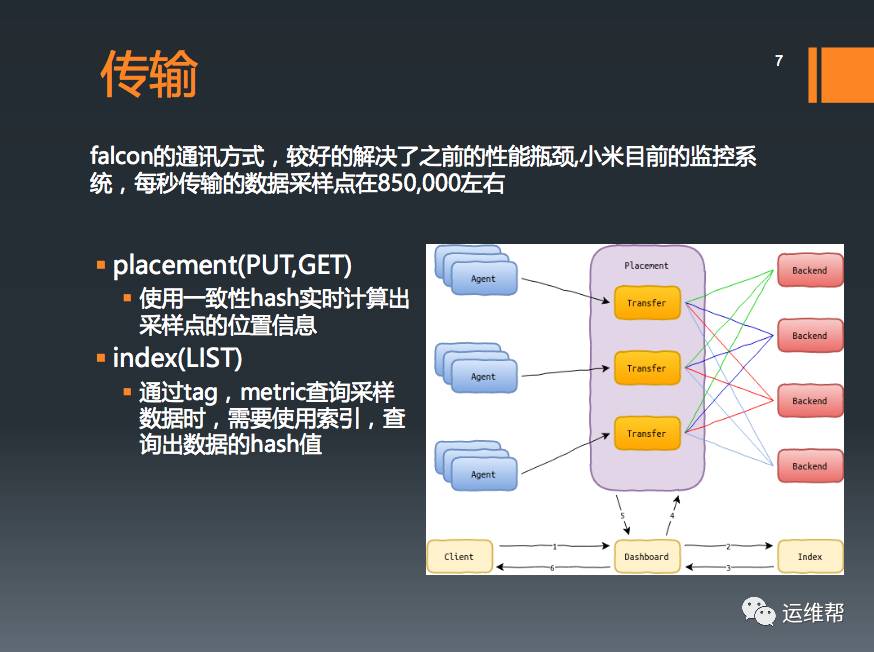 传输
7
falcon的通讯方式，较好的解决了之前的性能瓶颈,小米目前的监控系
统，每秒传输的数据采样点在850,000左右
placement(PUT,GET)
使用一致性hash实时计算出
采样点的位置信息
index(LIST)
通过tag，metric查询采样
数据时，需要使用索引，查
询出数据的hash值
Agent
Agent
Agent
Placement
Transfer
Transfer
Transfer
Backend
Backend
Backend
Backend
5
4
Client
1
6
Dashboard
2
3
Index
运维帮